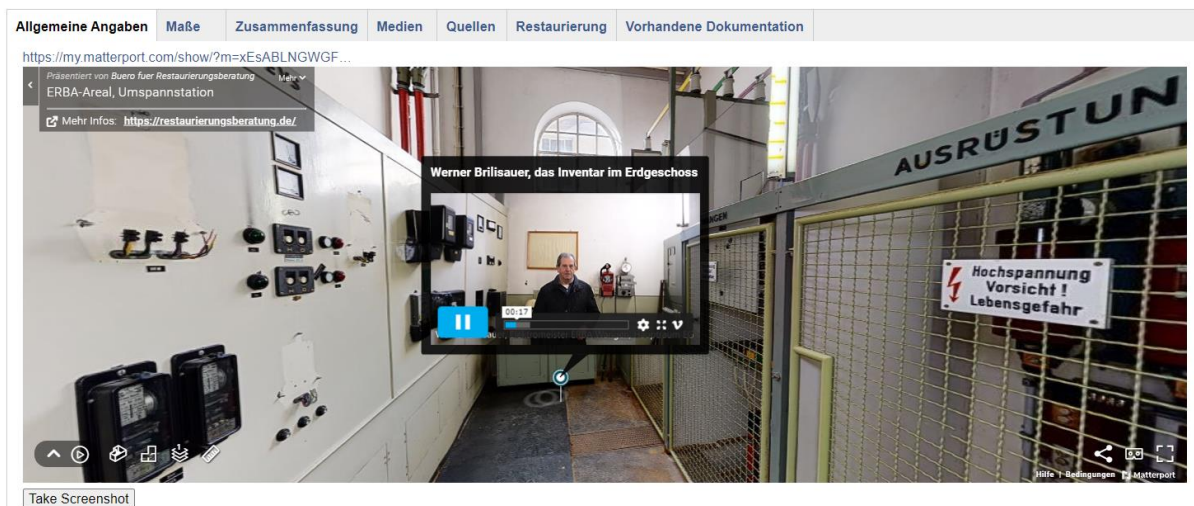 Allgemeine Angaben Maße Zusammenfassung Medien Quellen Restaurierung Vorhandene Dokumentation
https://my.matterport.com/show/?m=xEsABLNGWGF...
Präsentiert von Buero fuer Restaurierungsberatung Mehr
ERBA-Areal, Umspannstation
Mehr Infos: https://restaurierungsberatung.de/
AUSRÜSTUN
Werner Brilisauer, das Inventar im Erdgeschoss
NGEN
Hochspannung
Vorsicht !
Lebensgefahr
00:17
Hilfe | Bedingungen Matterport
Take Screenshot